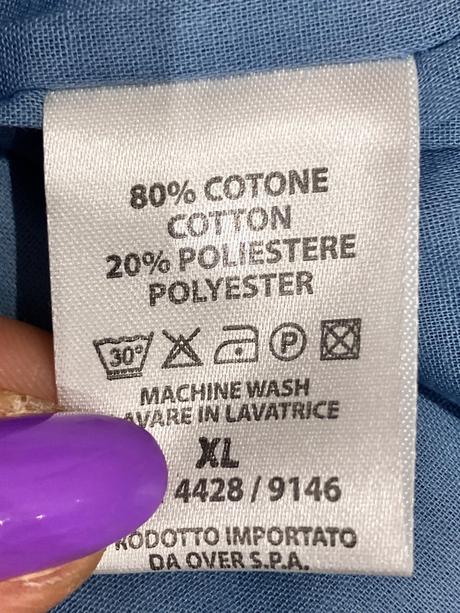 80% COTONE
COTTON
20% POLIESTERE
POLYESTER
30° P
MACHINE WASH
AVARE IN LAVATRICE
XL
4428 / 9146
RODOTTO IMPORTATO
DA OVER S.P.A.